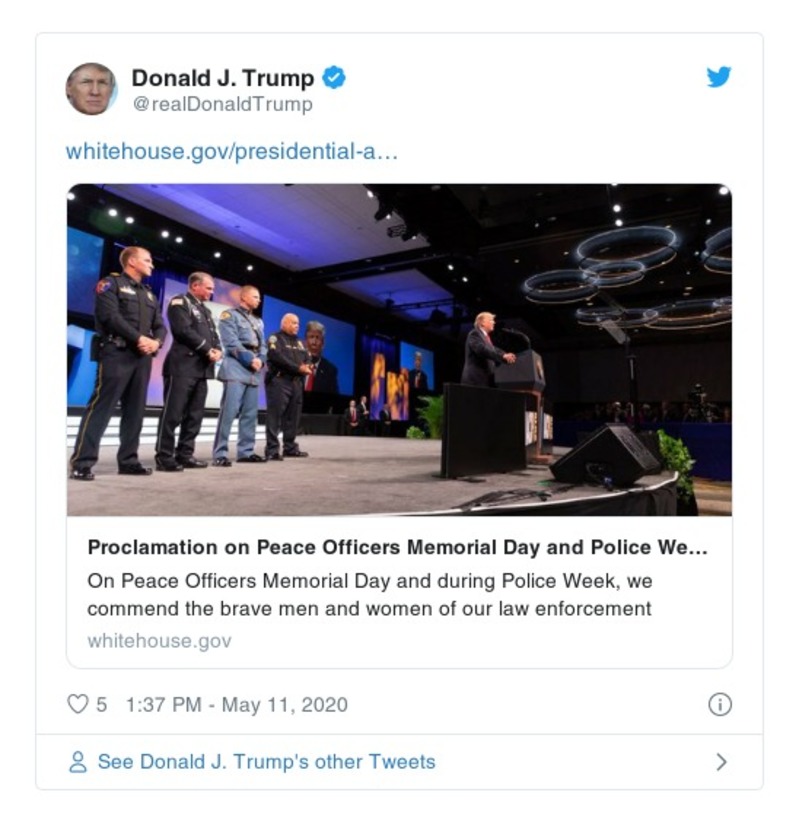 Donald J. Trump
@realDonaldTrump
whitehouse.gov/presidential-a…
Proclamation on Peace Officers Memorial Day and Police We…
On Peace Officers Memorial Day and during Police Week, we
commend the brave men and women of our law enforcement
whitehouse.gov
5 1:37 PM - May 11, 2020
See Donald J. Trump's other Tweets